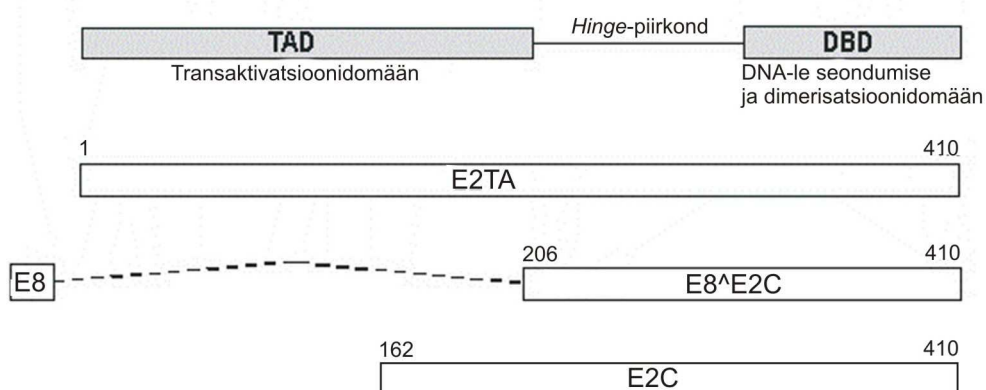 TAD
Hinge-piirkond
DBD
Transaktivatsioonidomään
DNA-le seondumise
ja dimerisatsioonidomään
1
410
E2TA
E8
206
410
E8^E2C
162
410
E2C